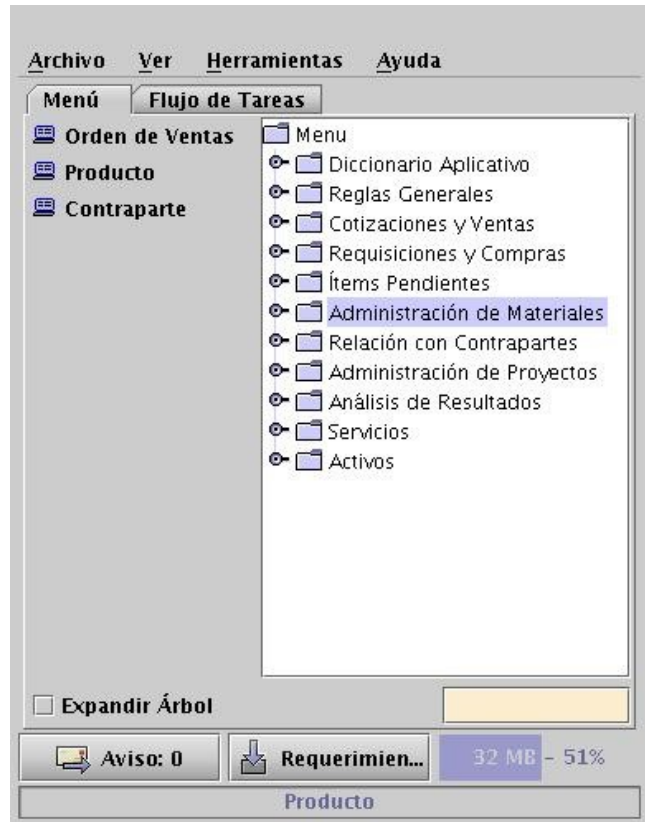 Archivo Ver Herramientas Ayuda
Menú Flujo de Tareas
Orden de Ventas
Producto
Contraparte
Menu
Diccionario Aplicativo
Reglas Generales
Cotizaciones y Ventas
Requisiciones y Compras
Ítems Pendientes
Administración de Materiales
Relación con Contrapartes
Administración de Proyectos
Análisis de Resultados
Servicios
Activos
Expandir Árbol
Aviso: 0 Requerimien... 32 MB - 51%
Producto